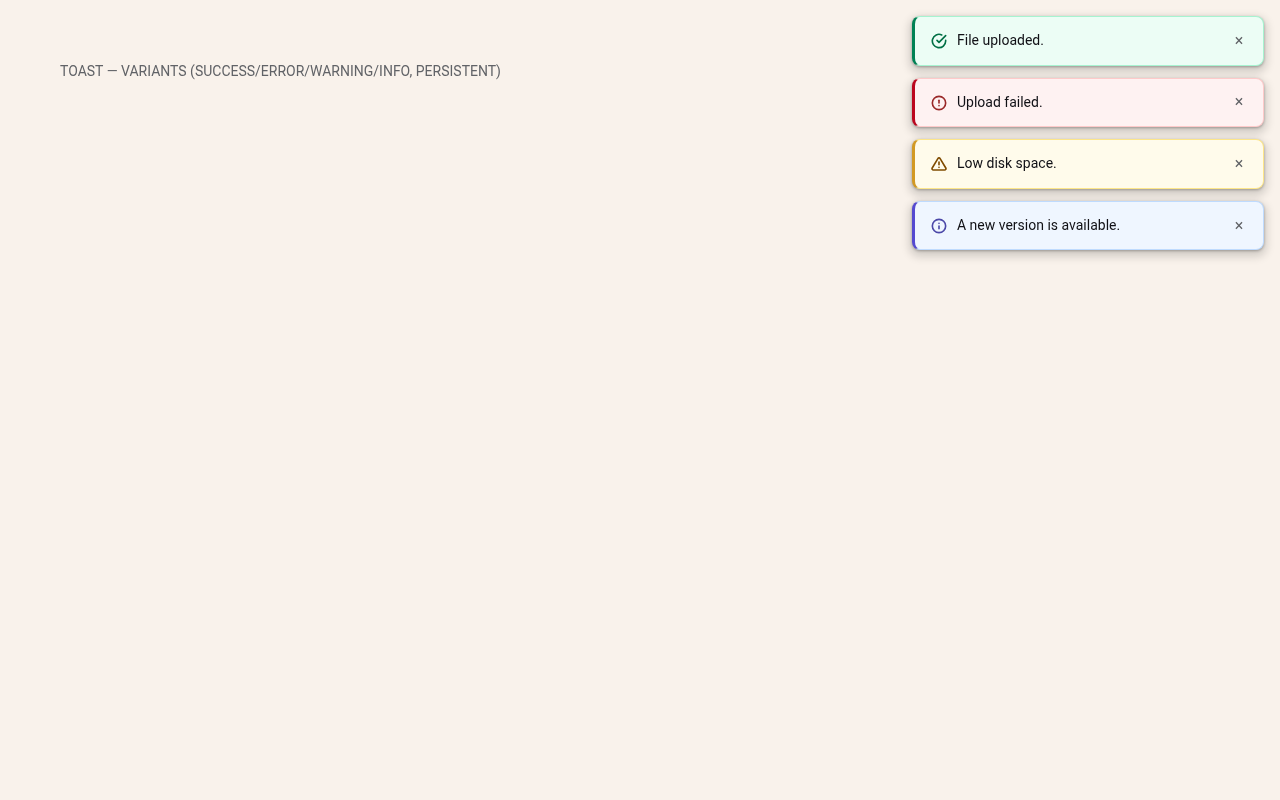 TOAST — VARIANTS (SUCCESS/ERROR/WARNING/INFO, PERSISTENT)
File uploaded. ×
Upload failed. ×
Low disk space. ×
A new version is available. ×